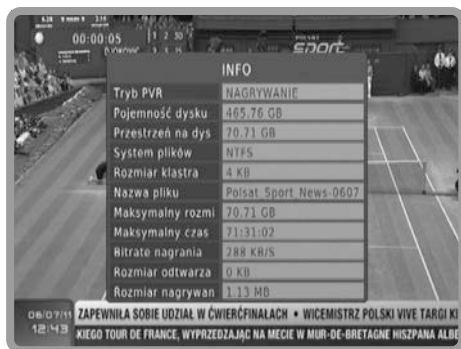 00:00:05
POLSAT
SPORT
INFO
Tryb PVR NAGRYWANIE
Pojemność dysku 465.76 GB
Przestrzeń na dys 70.71 GB
System plików NTFS
Rozmiar klastra 4 KB
Nazwa pliku Polsat_Sport_News-0607
Maksymalny rozmi 70.71 GB
Maksymalny czas 71:31:02
Bitrate nagrania 288 KB/S
Rozmiar odtwarza 0 KB
Rozmiar nagrywan 1.13 MB
06/07/11 ZAPEWNIŁA SOBIE UDZIAŁ W ĆWIERĆFINAŁACH • WICEMISTRZ POLSKI VIVE TARGI KI
12:43 KIEGO TOUR DE FRANCE, WYPRZEDZAJĄC NA MECIE W MUR-DE-BRETAGNE HISZPANA ALBE